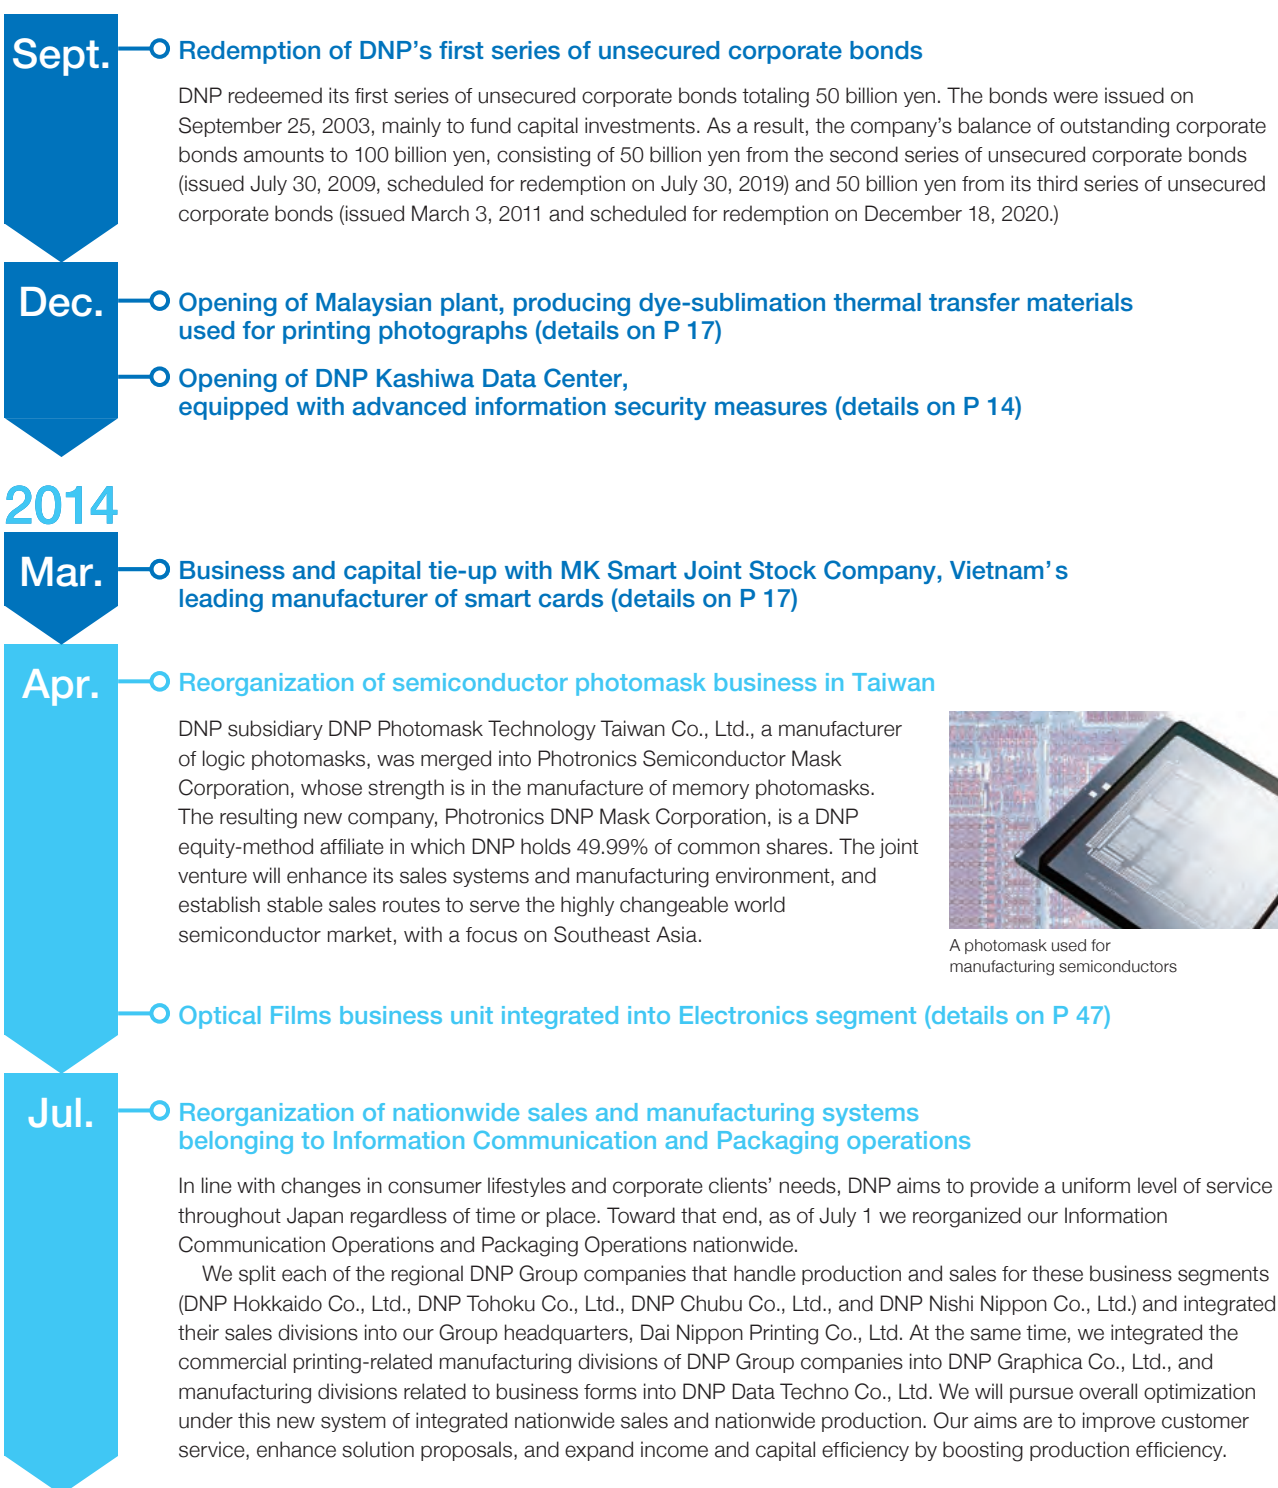 Sept.
Redemption of DNP’s first series of unsecured corporate bonds
DNP redeemed its first series of unsecured corporate bonds totaling 50 billion yen. The bonds were issued on
September 25, 2003, mainly to fund capital investments. As a result, the company’s balance of outstanding corporate
bonds amounts to 100 billion yen, consisting of 50 billion yen from the second series of unsecured corporate bonds
(issued July 30, 2009, scheduled for redemption on July 30, 2019) and 50 billion yen from its third series of unsecured
corporate bonds (issued March 3, 2011 and scheduled for redemption on December 18, 2020.)
Dec.
Opening of Malaysian plant, producing dye-sublimation thermal transfer materials
used for printing photographs (details on P 17)
Opening of DNP Kashiwa Data Center,
equipped with advanced information security measures (details on P 14)
2014
Mar.
Business and capital tie-up with MK Smart Joint Stock Company, Vietnam’s
leading manufacturer of smart cards (details on P 17)
Apr.
Reorganization of semiconductor photomask business in Taiwan
DNP subsidiary DNP Photomask Technology Taiwan Co., Ltd., a manufacturer
of logic photomasks, was merged into Photronics Semiconductor Mask
Corporation, whose strength is in the manufacture of memory photomasks.
The resulting new company, Photronics DNP Mask Corporation, is a DNP
equity-method affiliate in which DNP holds 49.99% of common shares. The joint
venture will enhance its sales systems and manufacturing environment, and
establish stable sales routes to serve the highly changeable world
semiconductor market, with a focus on Southeast Asia.
A photomask used for
manufacturing semiconductors
Optical Films business unit integrated into Electronics segment (details on P 47)
Jul.
Reorganization of nationwide sales and manufacturing systems
belonging to Information Communication and Packaging operations
In line with changes in consumer lifestyles and corporate clients’ needs, DNP aims to provide a uniform level of service
throughout Japan regardless of time or place. Toward that end, as of July 1 we reorganized our Information
Communication Operations and Packaging Operations nationwide.
We split each of the regional DNP Group companies that handle production and sales for these business segments
(DNP Hokkaido Co., Ltd., DNP Tohoku Co., Ltd., DNP Chubu Co., Ltd., and DNP Nishi Nippon Co., Ltd.) and integrated
their sales divisions into our Group headquarters, Dai Nippon Printing Co., Ltd. At the same time, we integrated the
commercial printing-related manufacturing divisions of DNP Group companies into DNP Graphica Co., Ltd., and
manufacturing divisions related to business forms into DNP Data Techno Co., Ltd. We will pursue overall optimization
under this new system of integrated nationwide sales and nationwide production. Our aims are to improve customer
service, enhance solution proposals, and expand income and capital efficiency by boosting production efficiency.